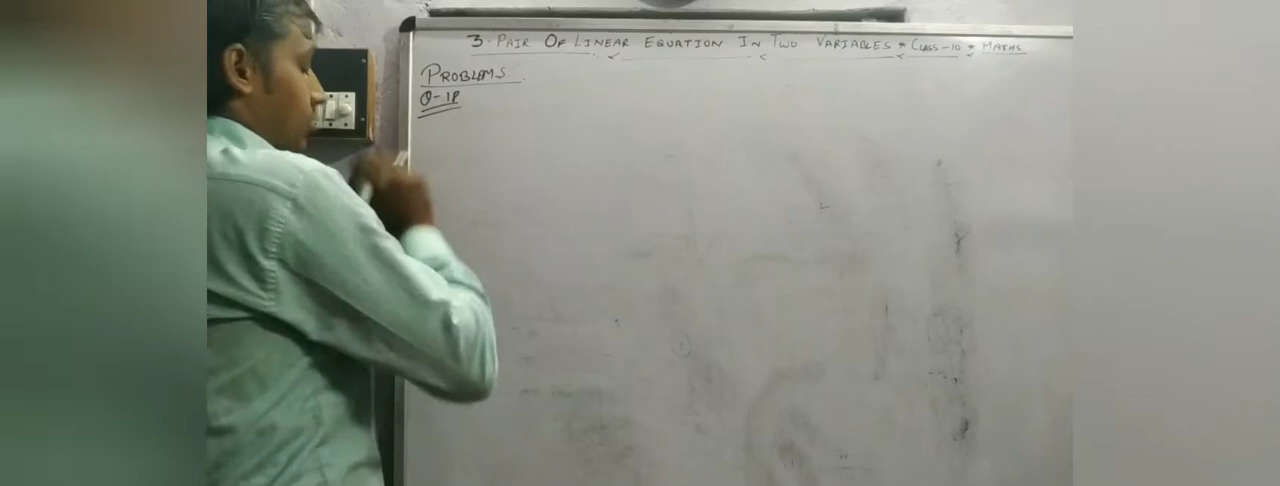 3. PAIR OF LINEAR EQUATION IN TWO VARIABLES * CLASS-10 * MATHS
PROBLEMS
Q-18